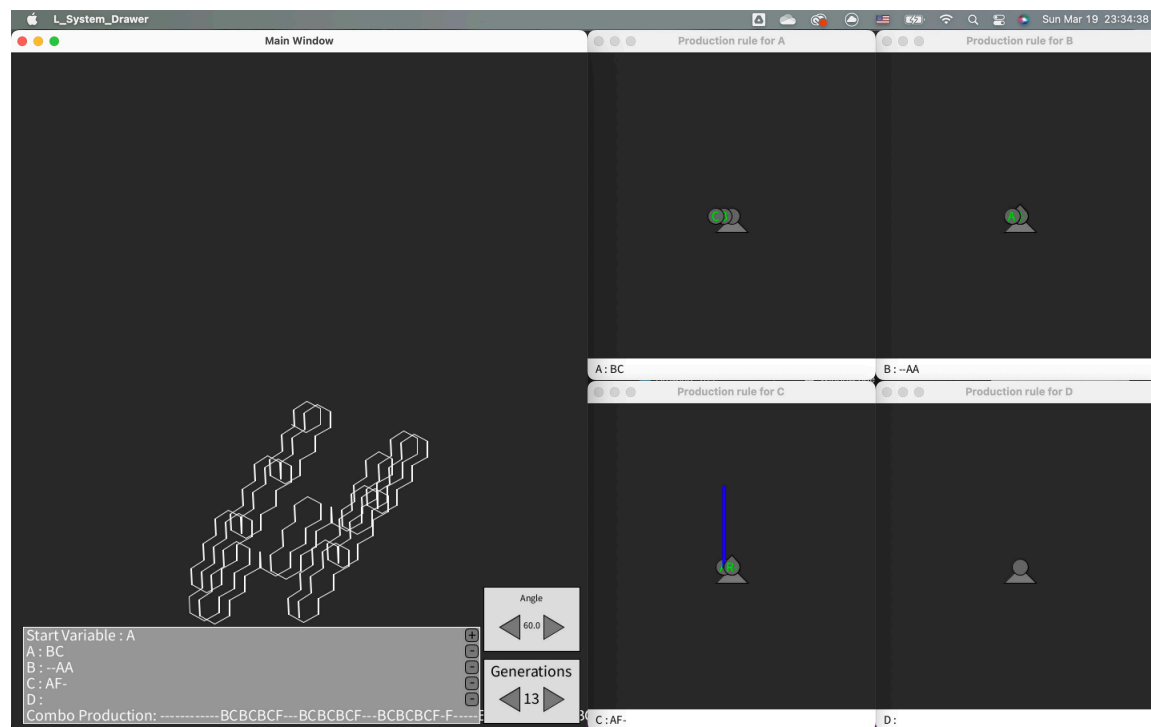 L_System_Drawer
Sun Mar 19 23:34:38
Main Window
Production rule for A
Production rule for B
C
A
A : BC
B : --AA
Production rule for C
Production rule for D
Angle
60.0
Start Variable : A
A : BC
B : --AA
C : AF-
D :
Generations
13
Combo Production: ------------BCBCBCF---BCBCBCF---BCBCBCF-F-----
C : AF-
D :